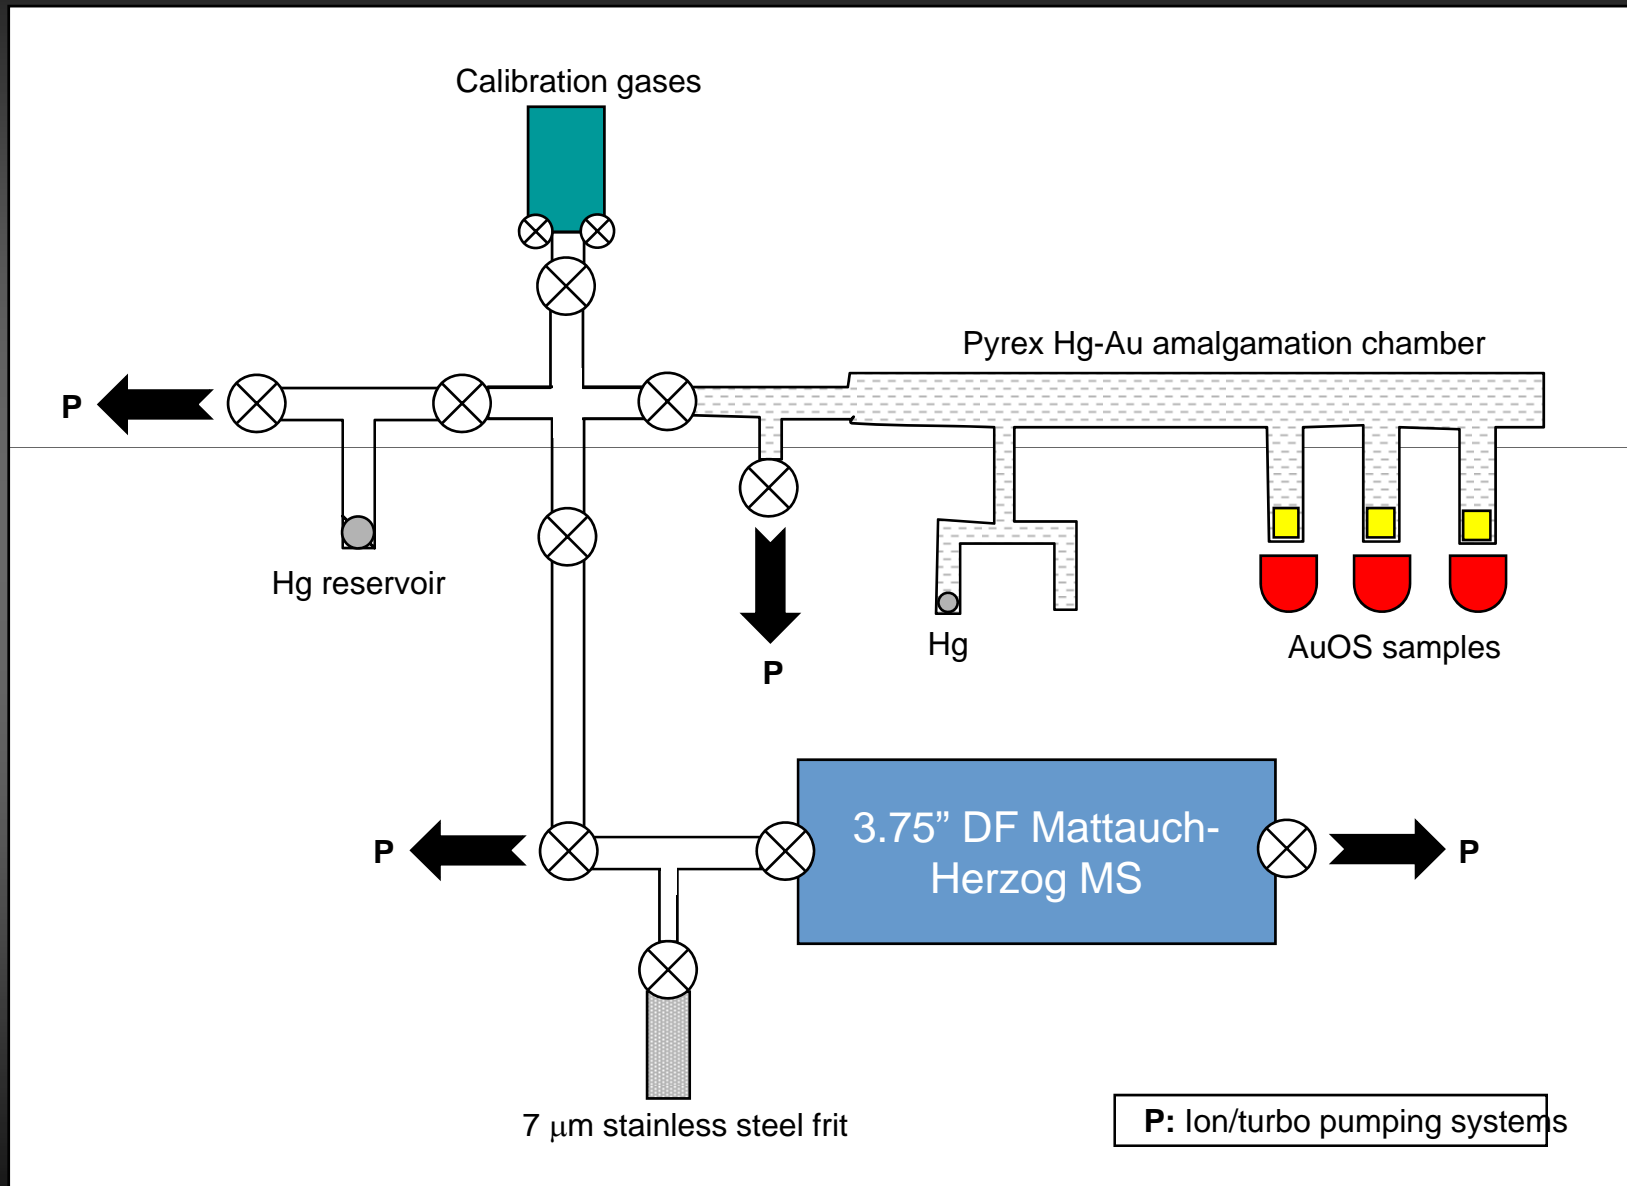 Calibration gases
Pyrex Hg-Au amalgamation chamber
P
Hg reservoir
Hg
AuOS samples
P
3.75” DF Mattauch-
Herzog MS
P
P
7 μm stainless steel frit
P: Ion/turbo pumping systems